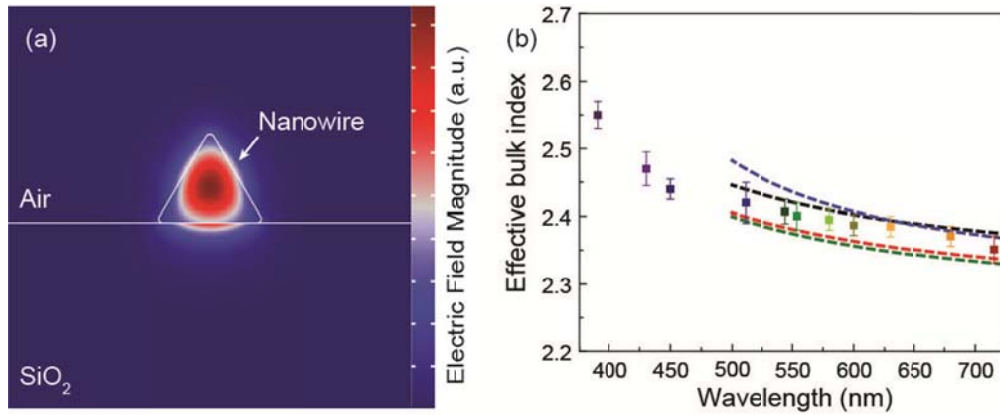 (a)
Nanowire
Air
SiO₂
Electric Field Magnitude (a.u.)
(b)
Effective bulk index
2.7
2.6
2.5
2.4
2.3
2.2
400 450 500 550 600 650 700
Wavelength (nm)